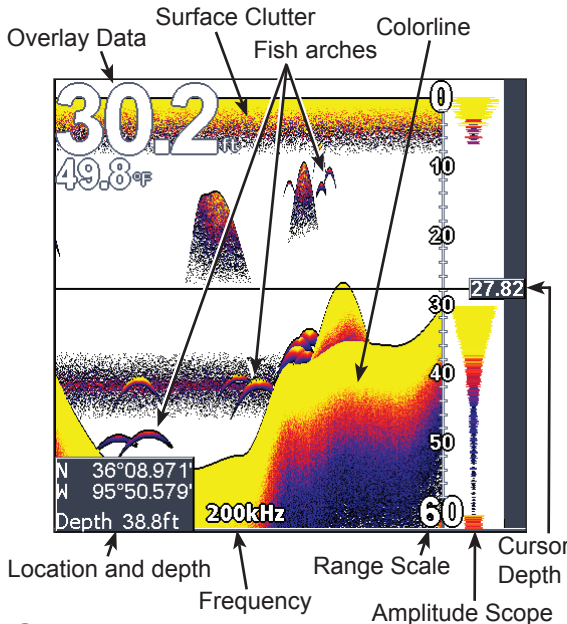 Surface Clutter
Overlay Data
Fish arches
Colorline
30.2 ft
49.8 °F
0
10
20
27.82
30
40
50
60
N 36°08.971'
W 95°50.579'
Depth 38.8ft
200kHz
Location and depth
Frequency
Range Scale
Cursor
Depth
Amplitude Scope